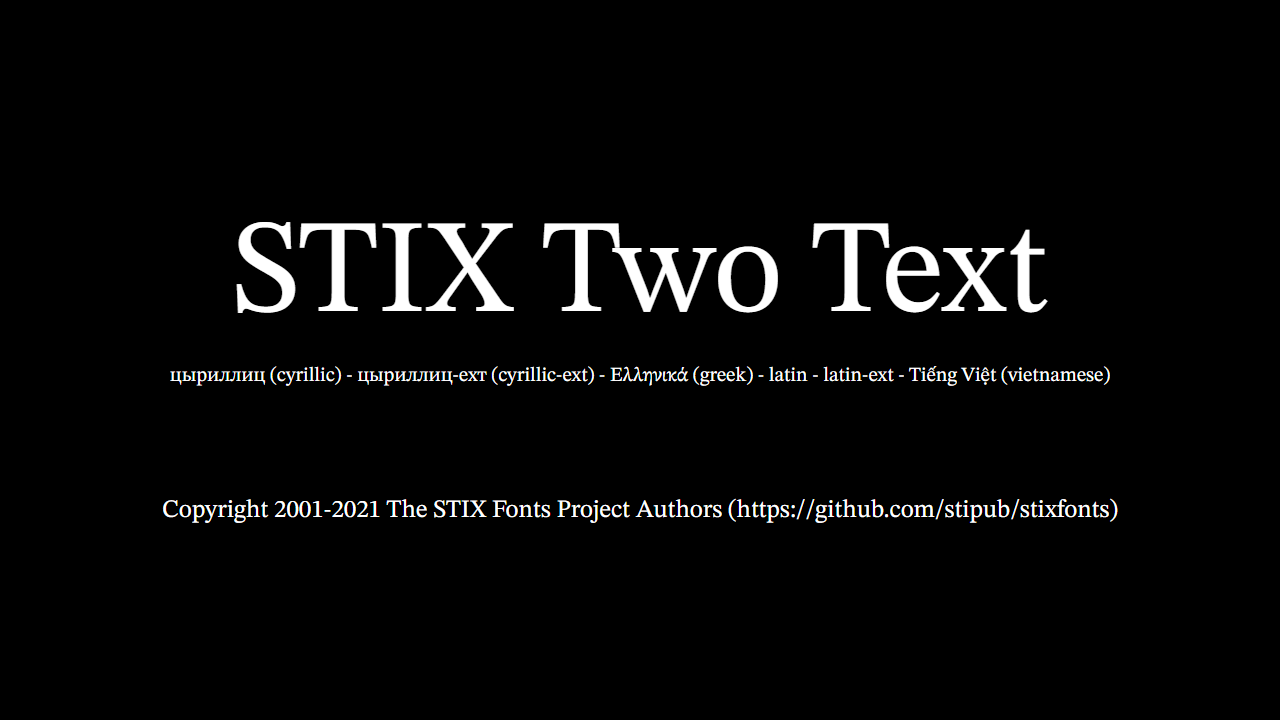 STIX Two Text
цыриллиц (cyrillic) - цыриллиц-ехт (cyrillic-ext) - Ελληνικά (greek) - latin - latin-ext - Tiếng Việt (vietnamese)
Copyright 2001-2021 The STIX Fonts Project Authors (https://github.com/stipub/stixfonts)